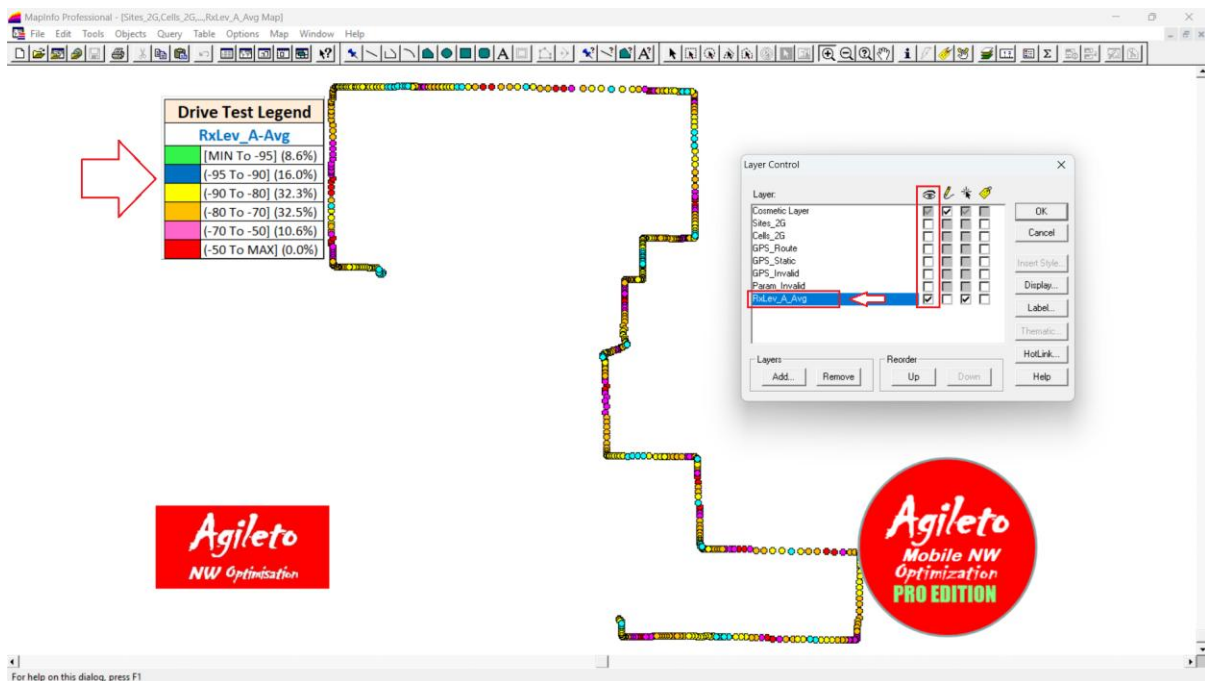 MapInfo Professional - [Sites_2G,Cells_2G,...,RxLev_A_Avg Map]
File Edit Tools Objects Query Table Options Map Window Help
Drive Test Legend
RxLev_A-Avg
[MIN To -95] (8.6%)
(-95 To -90] (16.0%)
(-90 To -80] (32.3%)
(-80 To -70] (32.5%)
(-70 To -50] (10.6%)
(-50 To MAX] (0.0%)
Layer Control
Layer:
Cosmetic Layer
Sites_2G
Cells_2G
GPS_Route
GPS_Static
GPS_Invalid
Param_Invalid
RxLev_A_Avg
OK
Cancel
Insert Style...
Display...
Label...
Thematic...
HotLink...
Help
Layers
Add...
Remove
Reorder
Up
Down
Agileto
NW Optimisation
Agileto
Mobile NW
Optimization
PRO EDITION
For help on this dialog, press F1